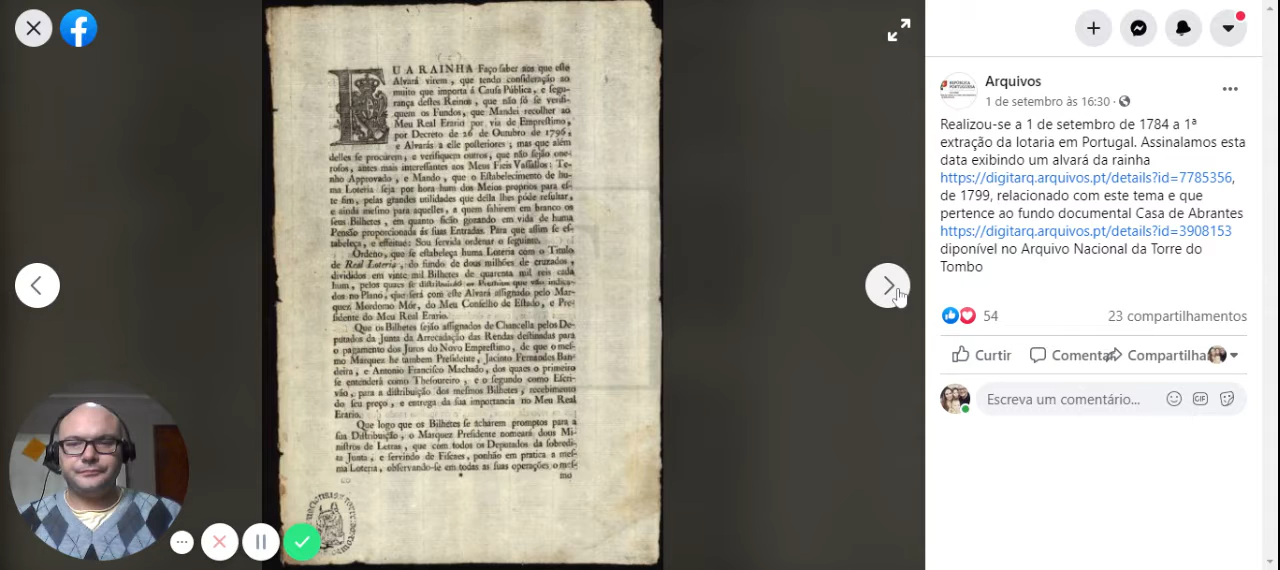 EU A RAINHA Faço saber aos que este
Alvará virem, que tendo consideração ao
muito que importa á Causa Pública, e segu-
rança destes Reinos, que não só se verifi-
quem os Fundos, que Mandei recolher ao
Meu Real Erario por via de Emprestimo,
por Decreto de 26 de Outubro de 1796,
e Alvarás a elle posteriores; mas que além
delles se procurem, e verifiquem outros, que não sejão one-
rosos, antes mais interessantes aos Meus Fieis Vassallos: Te-
nho Approvado, e Mando, que o Estabelecimento de hu-
ma Loteria seja por hora hum dos Meios proprios para es-
te fim, pelas grandes utilidades que della lhes póde resultar,
e ainda mesmo para aquelles, a quem sahirem em branco os
seus Bilhetes, em quanto ficão gozando em vida de huma
Pensão proporcionada ás suas Entradas. Para que assim se es-
tabeleça, e effeitue: Sou servida ordenar o seguinte.
Ordeno, que se estabeleça huma Loteria com o Titulo
de Real Loteria, do fundo de dous milhões de cruzados,
divididos em vinte mil Bilhetes de quarenta mil reis cada
hum, pelos quaes se distribuirão os Premios que vão indica-
dos no Plano, que será com este Alvará assignado pelo Mar-
quez Mordomo Mór, do Meu Conselho de Estado, e Pre-
sidente do Meu Real Erario.
Que os Bilhetes sejão assignados de Chancella pelos De-
putados da Junta da Arrecadação das Rendas destinadas para
o pagamento dos Juros do Novo Emprestimo, de que o mes-
mo Marquez he tambem Presidente, Jacinto Fernandes Ban-
deira, e Antonio Francisco Machado, dos quaes o primeiro
se entenderá como Thesoureiro, e o segundo como Escri-
vão, para a distribuição dos mesmos Bilhetes, recebimento
do seu preço, e entrega da sua importancia no Meu Real
Erario.
Que logo que os Bilhetes se acharem promptos para a
sua Distribuição, o Marquez Presidente nomeará dous Mi-
nistros de Letras, que com todos os Deputados da sobredi-
ta Junta, e servindo de Fiscaes, ponhão em pratica a mes-
ma Loteria, observando-se em todas as suas operações o mes-
*
mo
Arquivos
1 de setembro às 16:30 ·
Realizou-se a 1 de setembro de 1784 a 1ª
extração da lotaria em Portugal. Assinalamos esta
data exibindo um alvará da rainha
https://digitarq.arquivos.pt/details?id=7785356,
de 1799, relacionado com este tema e que
pertence ao fundo documental Casa de Abrantes
https://digitarq.arquivos.pt/details?id=3908153
diponível no Arquivo Nacional da Torre do
Tombo
54 23 compartilhamentos
Curtir Comentar Compartilha
Escreva um comentário... GIF